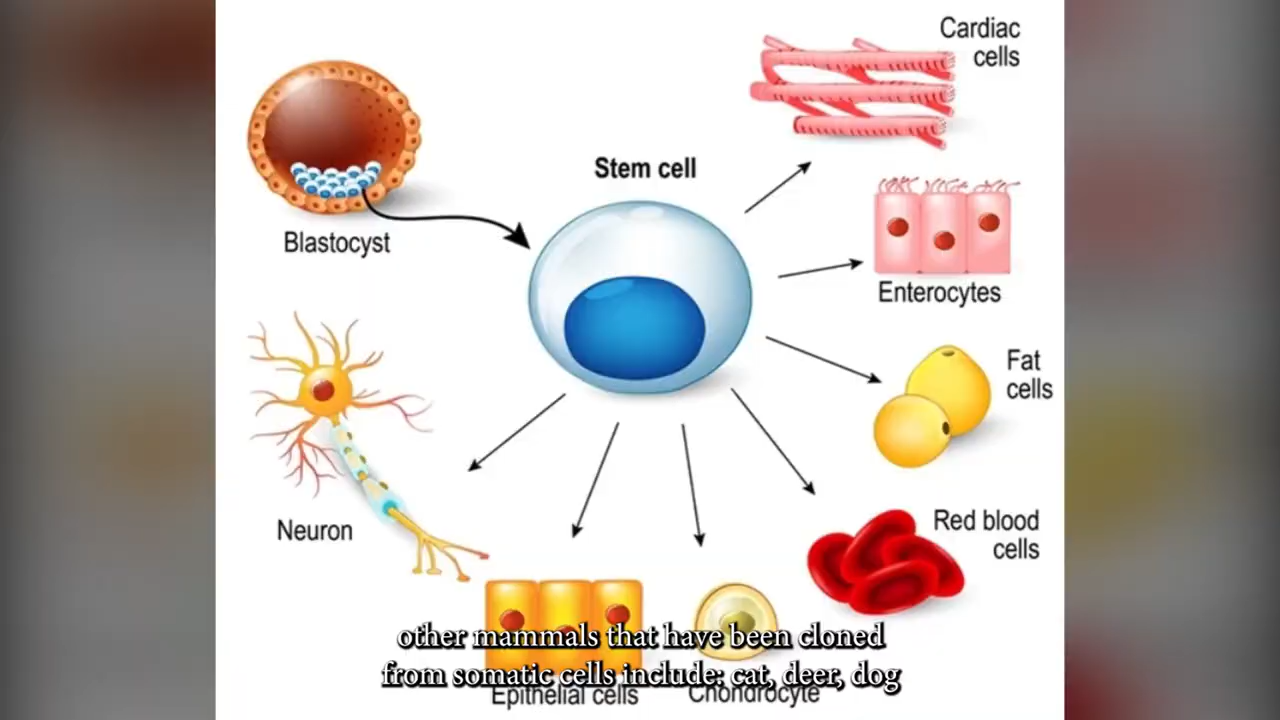 Cardiac
cells
Stem cell
Blastocyst
Enterocytes
Fat
cells
Neuron
Red blood
cells
other mammals that have been cloned
from somatic cells include: cat, deer, dog
Epithelial cells
Chondrocyte